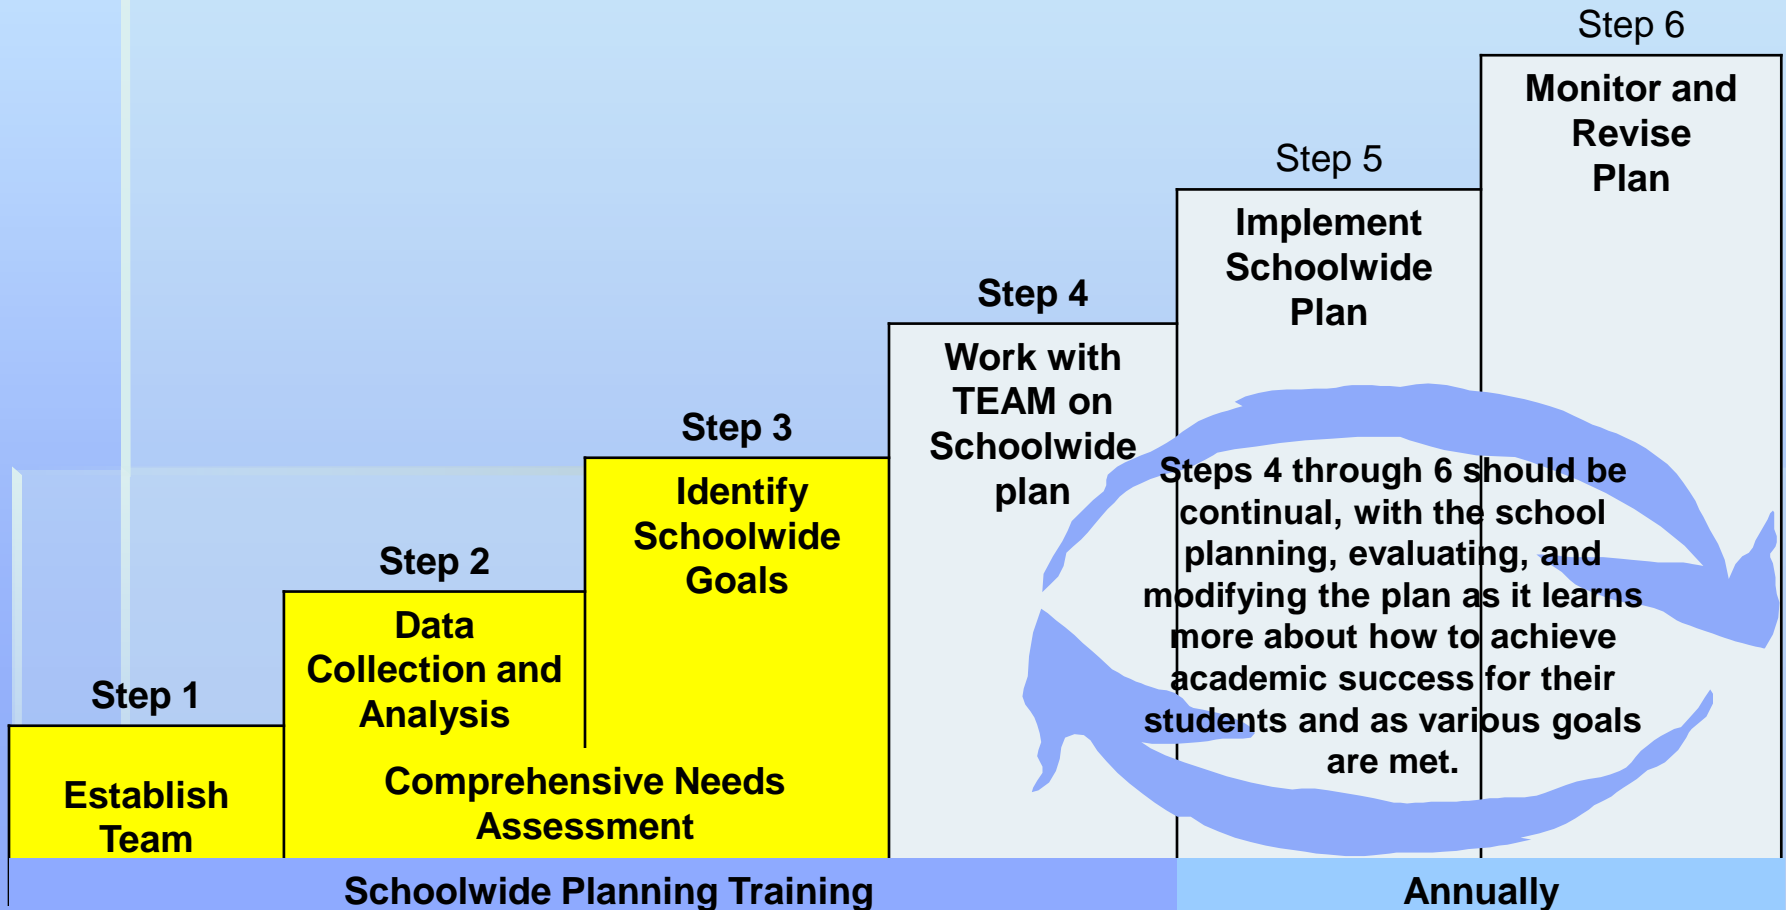 Step 1
Establish
Team
Step 2
Data
Collection and
Analysis
Step 3
Identify
Schoolwide
Goals
Comprehensive Needs
Assessment
Step 4
Work with
TEAM on
Schoolwide
plan
Step 5
Implement
Schoolwide
Plan
Step 6
Monitor and
Revise
Plan
Steps 4 through 6 should be
continual, with the school
planning, evaluating, and
modifying the plan as it learns
more about how to achieve
academic success for their
students and as various goals
are met.
Schoolwide Planning Training
Annually